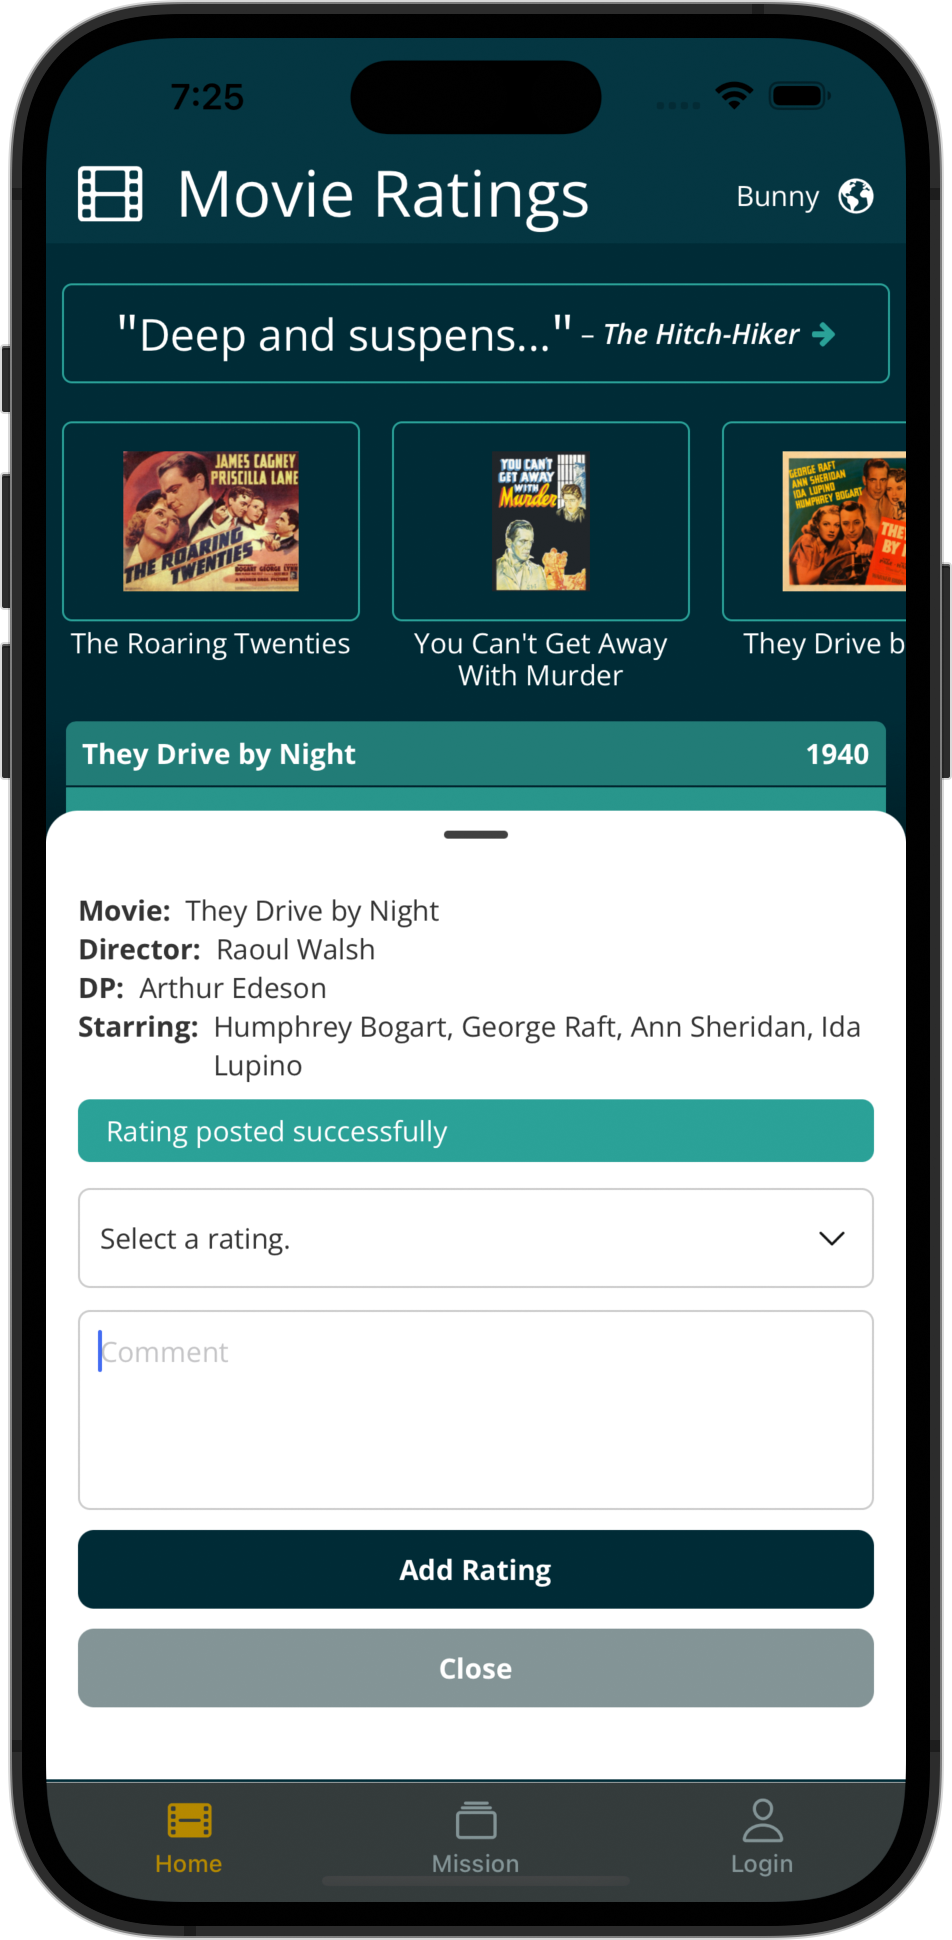 7:25
Movie Ratings
Bunny
"Deep and suspens..." – The Hitch-Hiker
JAMES CAGNEY
PRISCILLA LANE
THE ROARING
TWENTIES
YOU CAN'T
GET AWAY
WITH
Murder
GEORGE RAFT
ANN SHERIDAN
IDA LUPINO
HUMPHREY BOGART
The Roaring Twenties
You Can't Get Away
With Murder
They Drive b
They Drive by Night 1940
Movie: They Drive by Night
Director: Raoul Walsh
DP: Arthur Edeson
Starring: Humphrey Bogart, George Raft, Ann Sheridan, Ida
Lupino
Rating posted successfully
Select a rating.
Comment
Add Rating
Close
Home
Mission
Login